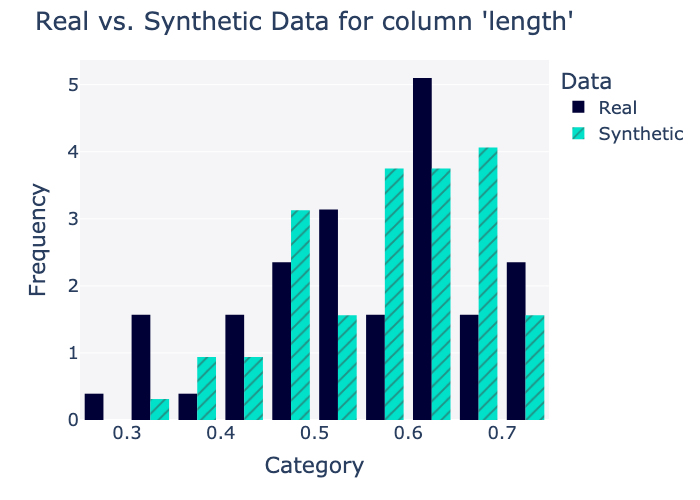 Real vs. Synthetic Data for column 'length'
Data
Real
Synthetic
Frequency
5
4
3
2
1
0
0.3 0.4 0.5 0.6 0.7
Category